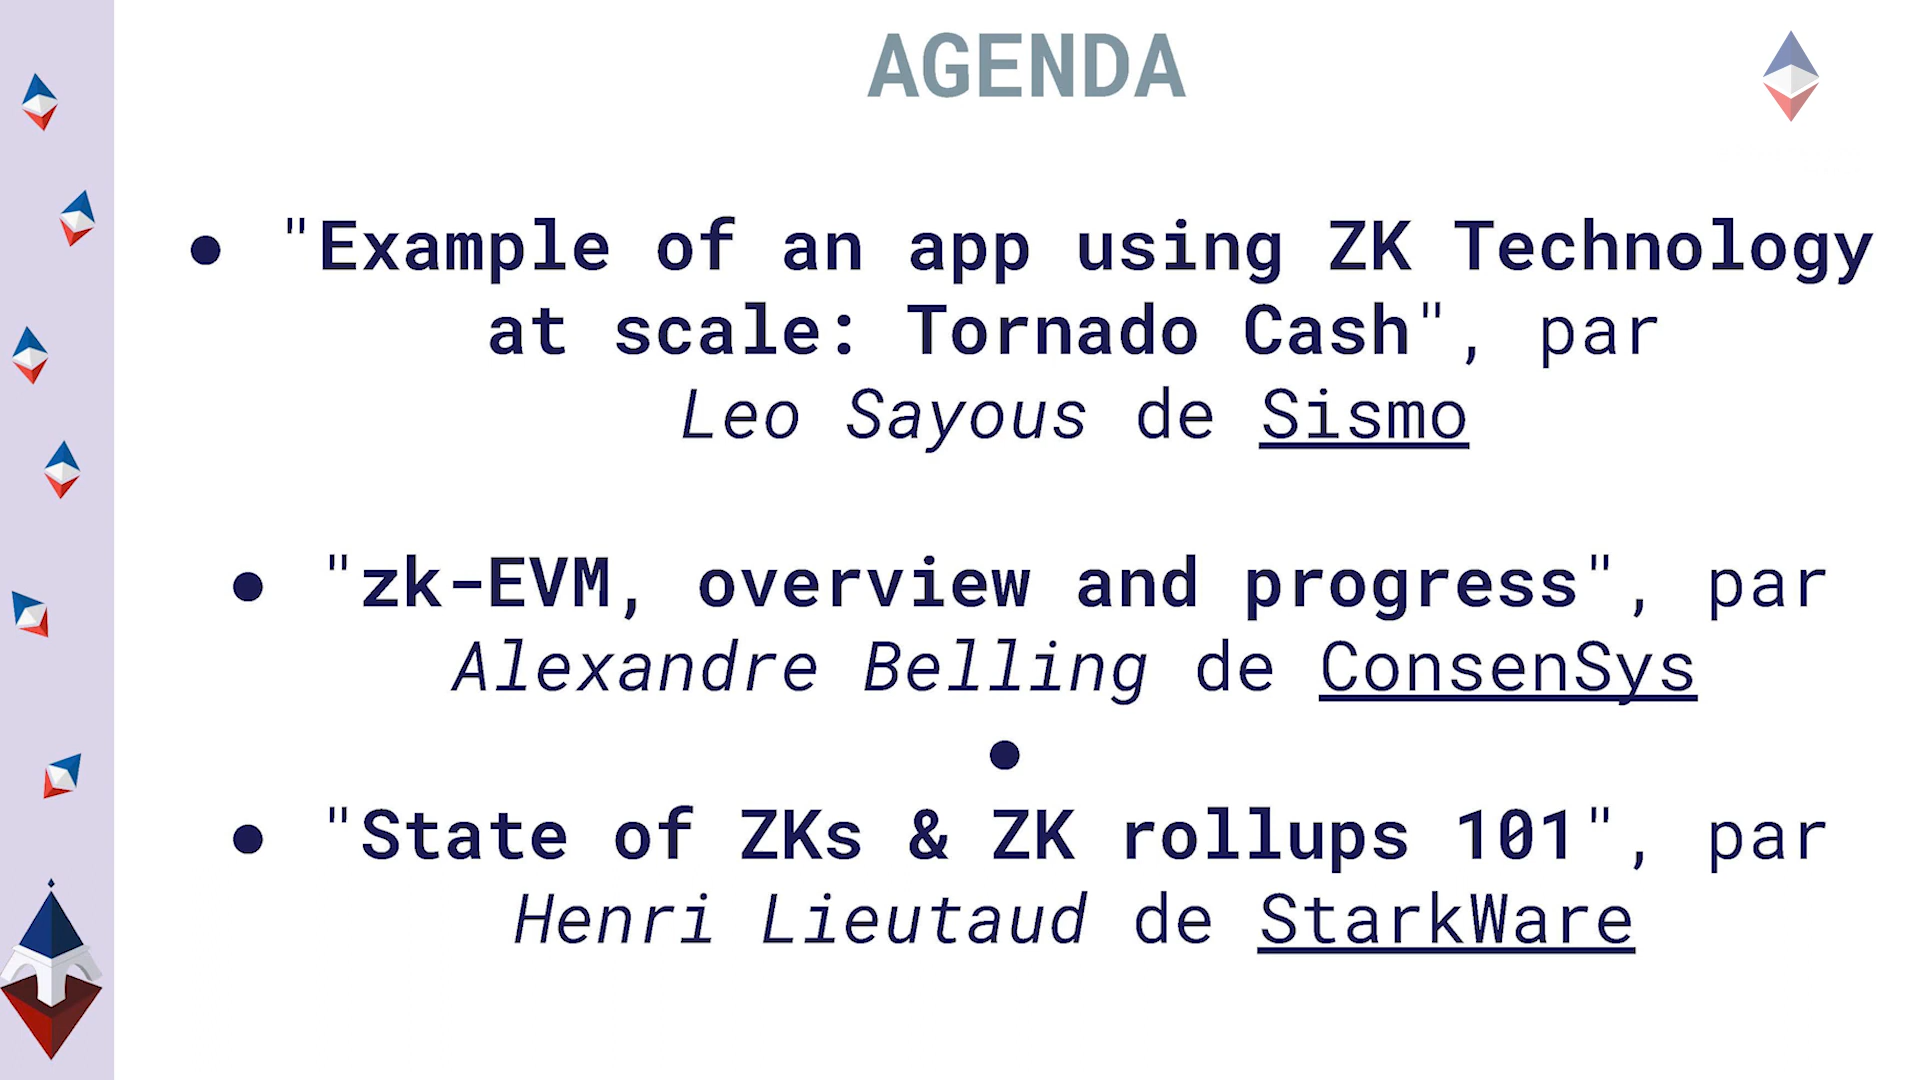 AGENDA
● "Example of an app using ZK Technology
at scale: Tornado Cash", par
Leo Sayous de Sismo
● "zk-EVM, overview and progress", par
Alexandre Belling de ConsenSys
●
● "State of ZKs & ZK rollups 101", par
Henri Lieutaud de StarkWare